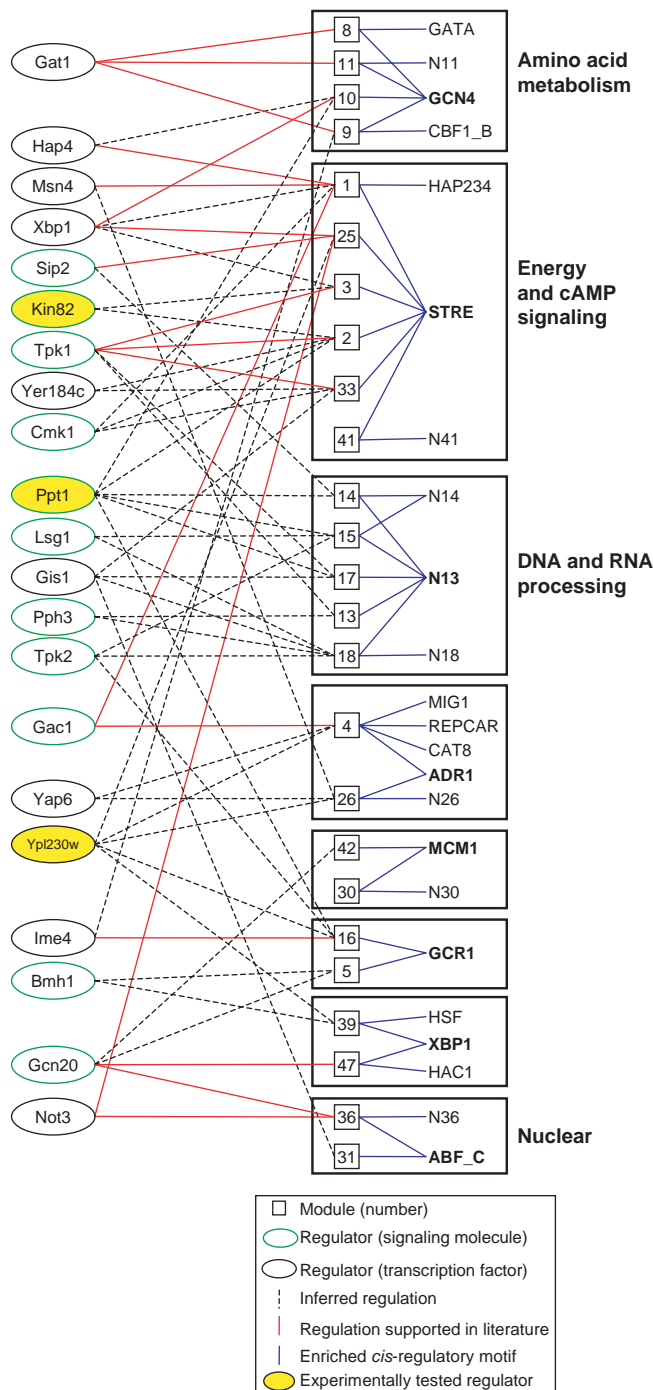 Gat1
Hap4
Msn4
Xbp1
Sip2
Kin82
Tpk1
Yer184c
Cmk1
Ppt1
Lsg1
Gis1
Pph3
Tpk2
Gac1
Yap6
Ypl230w
Ime4
Bmh1
Gcn20
Not3
8
11
10
9
GATA
N11
GCN4
CBF1_B
Amino acid
metabolism
1
25
3
2
33
41
HAP234
STRE
N41
Energy
and cAMP
signaling
14
15
17
13
18
N14
N13
N18
DNA and RNA
processing
4
26
MIG1
REPCAR
CAT8
ADR1
N26
42
30
MCM1
N30
16
5
GCR1
39
47
HSF
XBP1
HAC1
36
31
N36
ABF_C
Nuclear
Module (number)
Regulator (signaling molecule)
Regulator (transcription factor)
Inferred regulation
Regulation supported in literature
Enriched cis-regulatory motif
Experimentally tested regulator